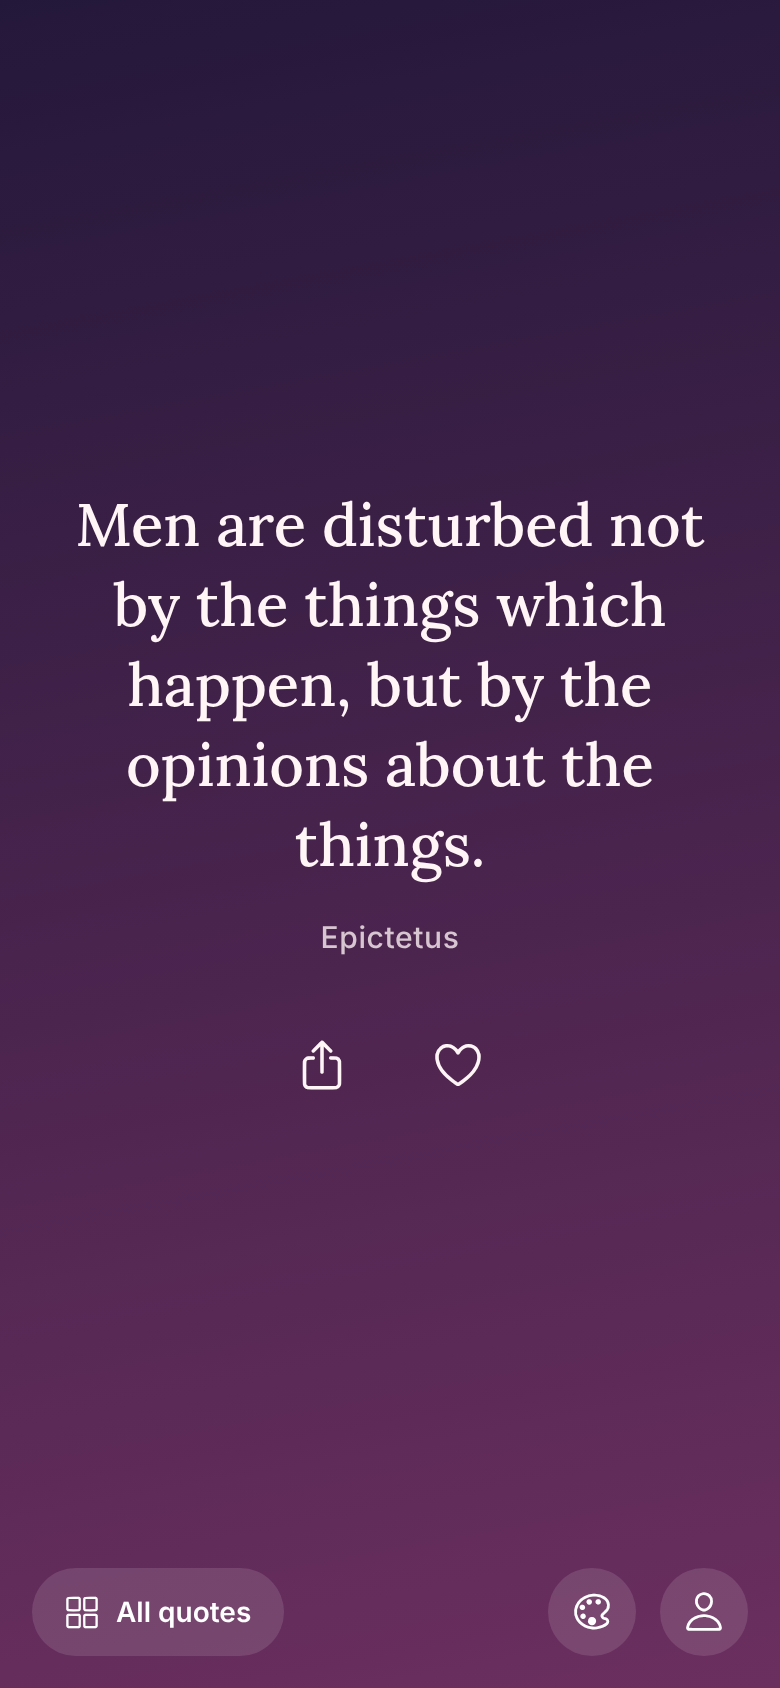 Men are disturbed not
by the things which
happen, but by the
opinions about the
things.
Epictetus
All quotes